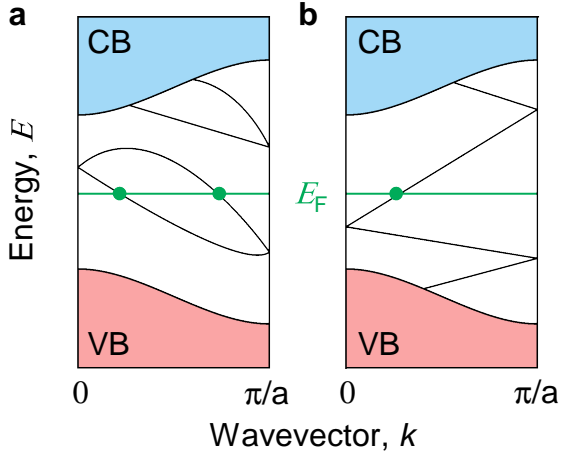 a
b
CB
CB
Energy, E
E_F
VB
VB
0
π/a
0
π/a
Wavevector, k